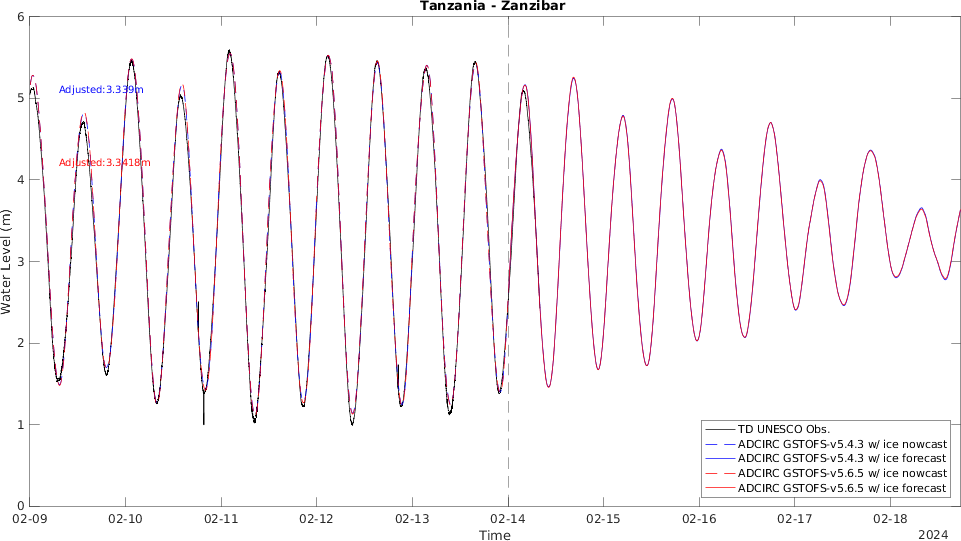 Tanzania - Zanzibar
6
5
4
3
2
1
0
Water Level (m)
Adjusted:3.339m
Adjusted:3.3418m
TD UNESCO Obs.
ADCIRC GSTOFS-v5.4.3 w/ ice nowcast
ADCIRC GSTOFS-v5.4.3 w/ ice forecast
ADCIRC GSTOFS-v5.6.5 w/ ice nowcast
ADCIRC GSTOFS-v5.6.5 w/ ice forecast
02-09 02-10 02-11 02-12 02-13 02-14 02-15 02-16 02-17 02-18
Time
2024